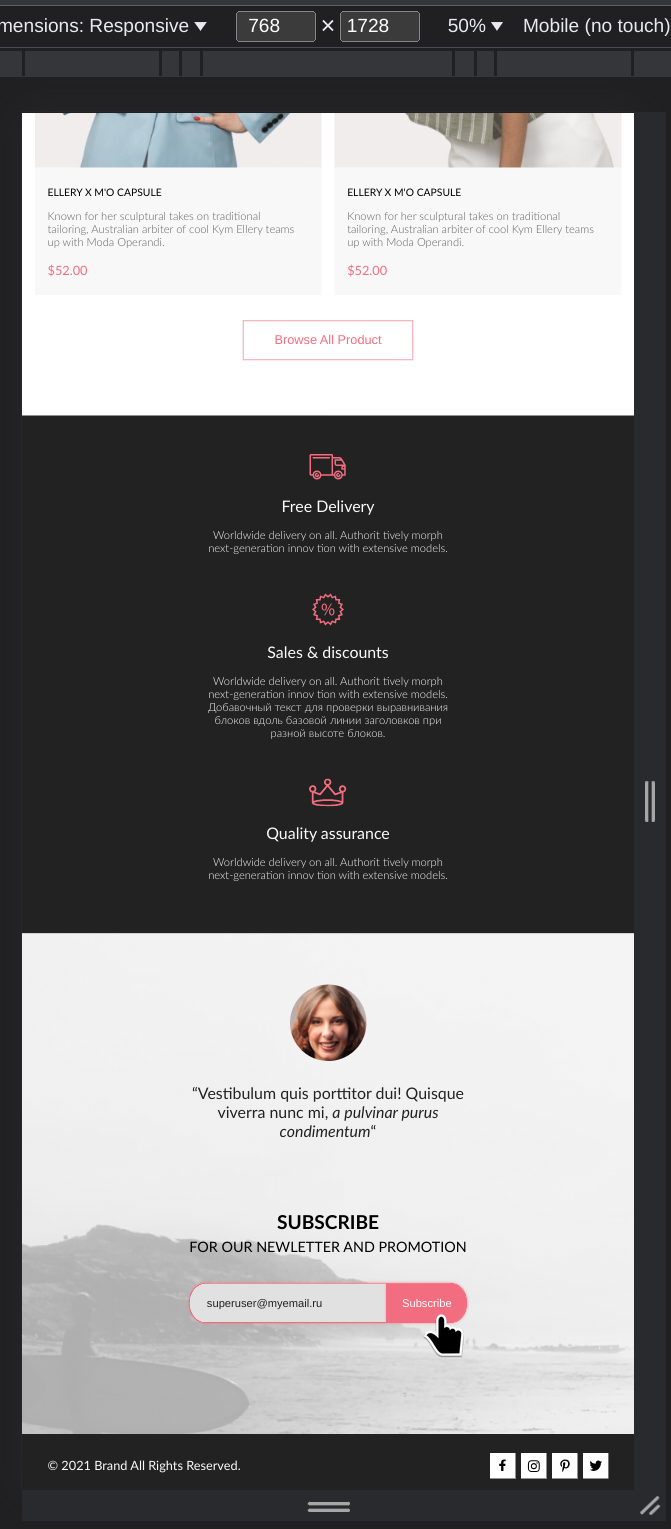 mensions: Responsive ▼ 768 × 1728 50% ▼ Mobile (no touch)
ELLERY X M'O CAPSULE
Known for her sculptural takes on traditional
tailoring, Australian arbiter of cool Kym Ellery teams
up with Moda Operandi.
$52.00
ELLERY X M'O CAPSULE
Known for her sculptural takes on traditional
tailoring, Australian arbiter of cool Kym Ellery teams
up with Moda Operandi.
$52.00
Browse All Product
Free Delivery
Worldwide delivery on all. Authorit tively morph
next-generation innov tion with extensive models.
%
Sales & discounts
Worldwide delivery on all. Authorit tively morph
next-generation innov tion with extensive models.
Добавочный текст для проверки выравнивания
блоков вдоль базовой линии заголовков при
разной высоте блоков.
Quality assurance
Worldwide delivery on all. Authorit tively morph
next-generation innov tion with extensive models.
“Vestibulum quis porttitor dui! Quisque
viverra nunc mi, a pulvinar purus
condimentum“
SUBSCRIBE
FOR OUR NEWLETTER AND PROMOTION
superuser@myemail.ru Subscribe
© 2021 Brand All Rights Reserved.